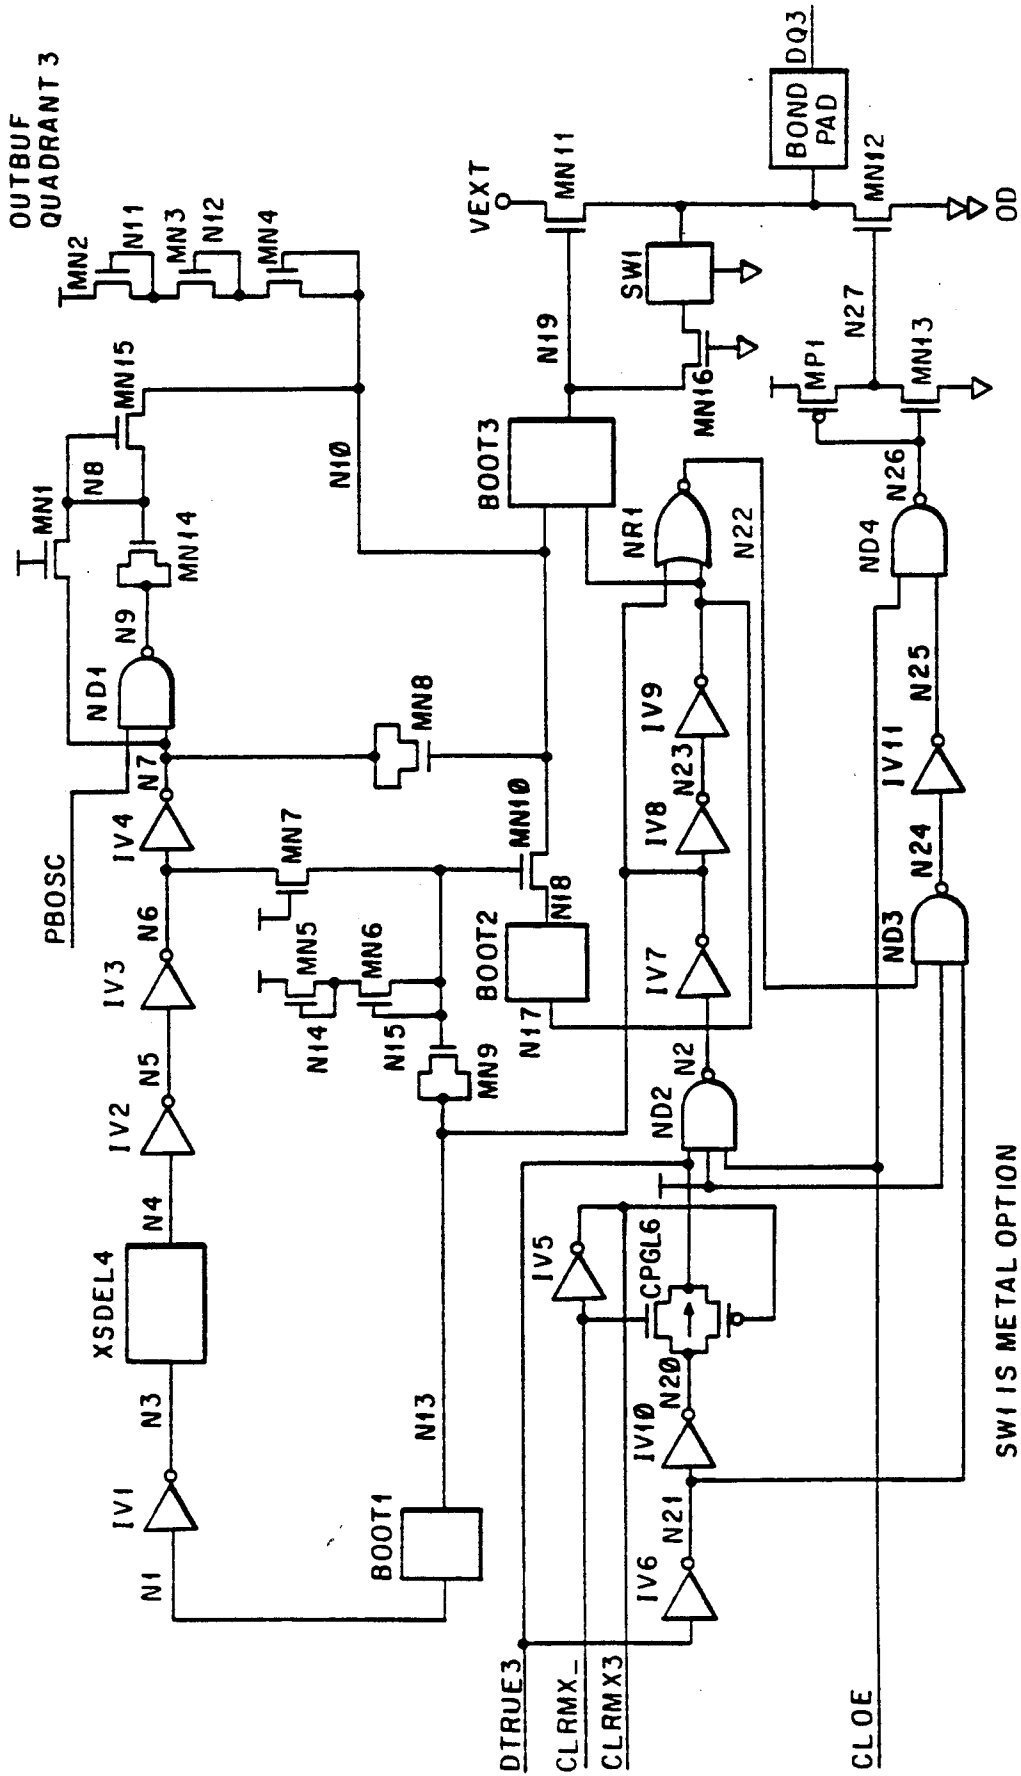 OUTBUF
QUADRANT 3
PBOSC
N1
IV1
N3
XSDEL4
N4
IV2
N5
IV3
N6
IV4
N7
ND1
N9
MN14
MN1
N8
MN15
MN2
N11
MN3
N12
MN4
N10
BOOT1
N13
MN9
N14
MN5
N15
MN6
MN7
MN8
MN10
N18
BOOT2
N17
BOOT3
N19
VEXT
MN11
SW1
MN16
BOND
PAD
DQ3
MN12
OD
DTRUE3
CLRMX_
CLRMX3
CLOE
IV6
N21
IV10
N20
IV5
CPGL6
ND2
N2
IV7
IV8
N23
IV9
NR1
N22
ND3
N24
IV11
N25
ND4
N26
MP1
N27
MN13
SW1 IS METAL OPTION